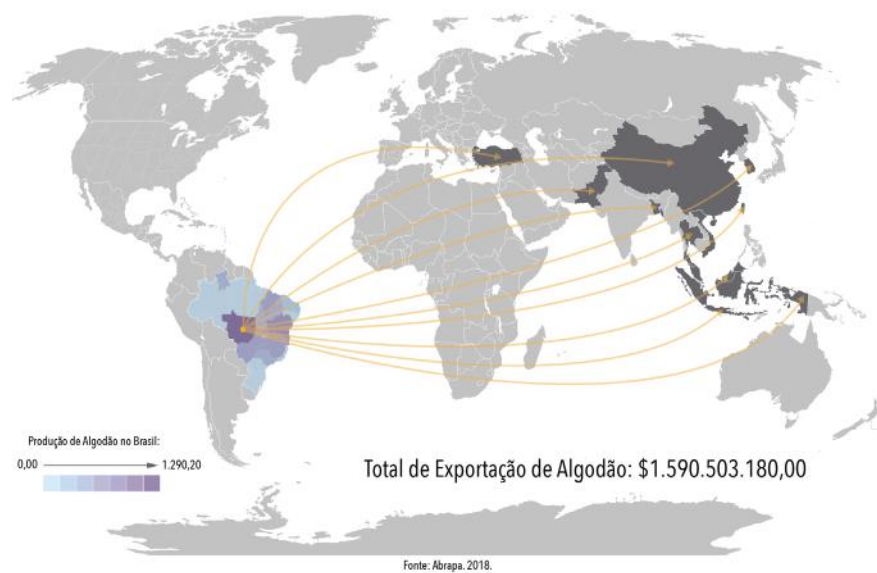 Produção de Algodão no Brasil:
0,00 1.290,20
Total de Exportação de Algodão: $1.590.503.180,00
Fonte: Abrapa. 2018.